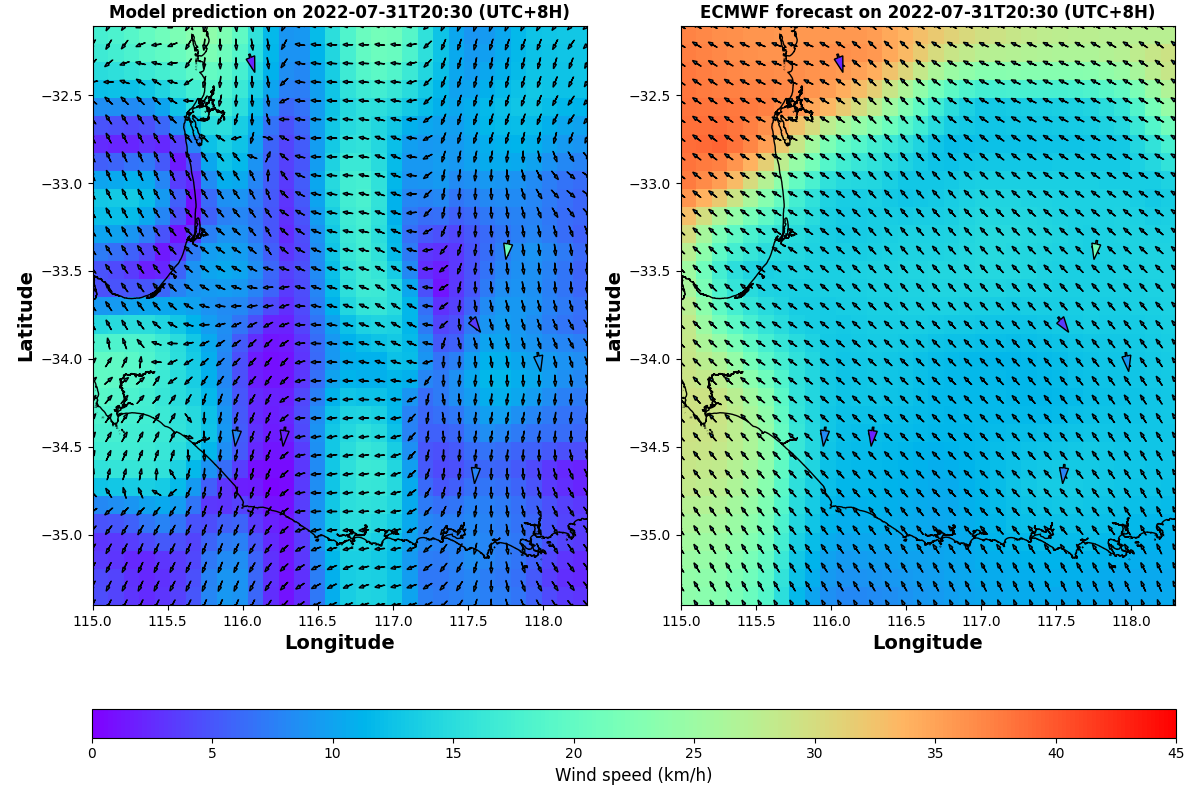 Model prediction on 2022-07-31T20:30 (UTC+8H)
ECMWF forecast on 2022-07-31T20:30 (UTC+8H)
Latitude
−32.5
−33.0
−33.5
−34.0
−34.5
−35.0
115.0 115.5 116.0 116.5 117.0 117.5 118.0
Longitude
Latitude
−32.5
−33.0
−33.5
−34.0
−34.5
−35.0
115.0 115.5 116.0 116.5 117.0 117.5 118.0
Longitude
0 5 10 15 20 25 30 35 40 45
Wind speed (km/h)